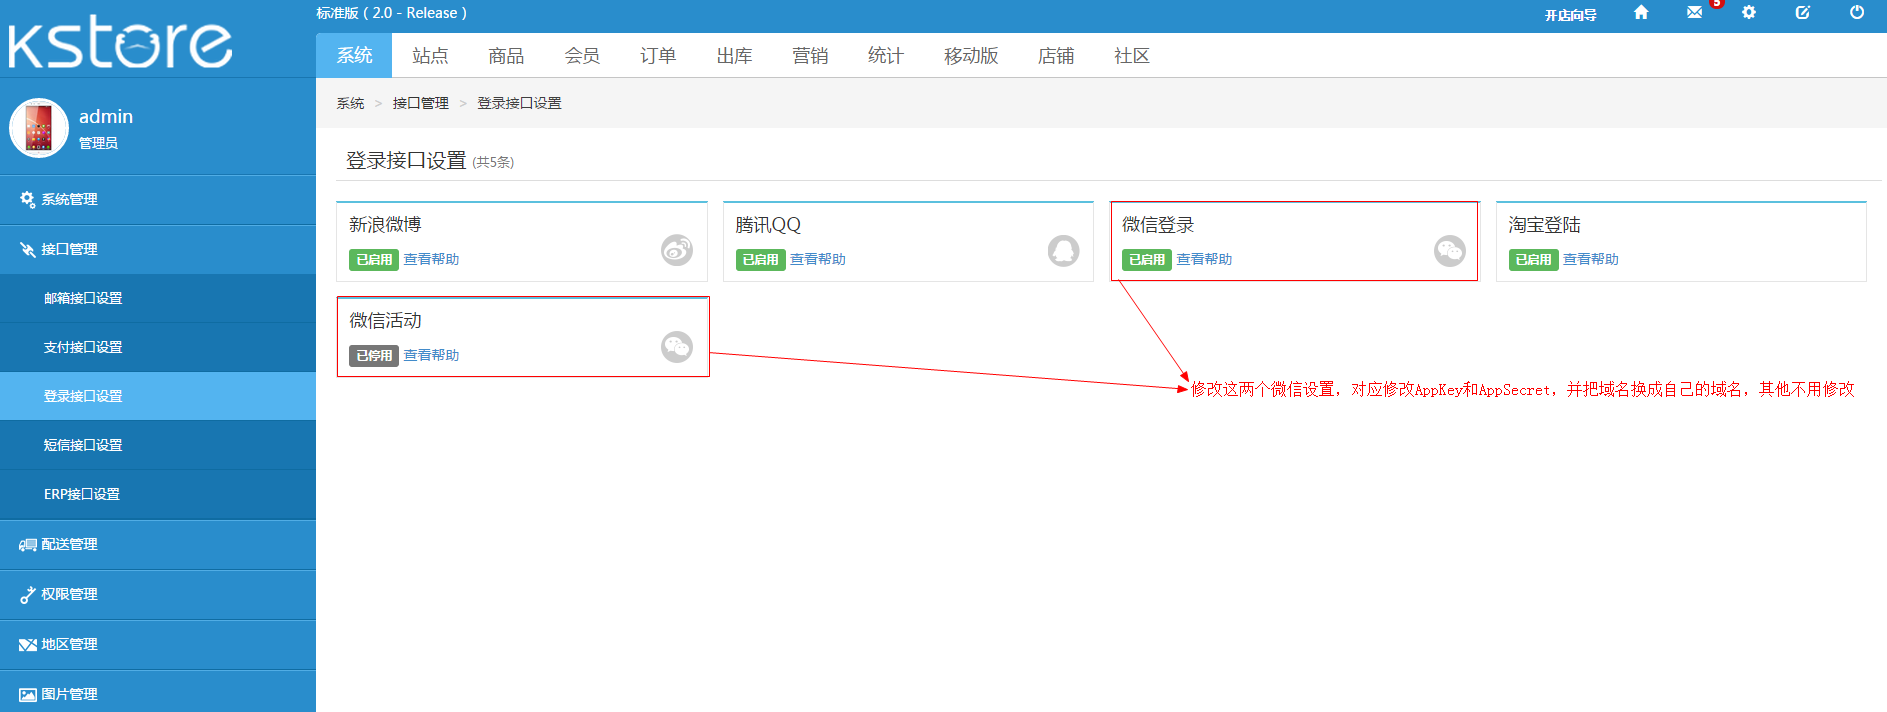 kstore
标准版 ( 2.0 - Release )
开店向导
5
系统 站点 商品 会员 订单 出库 营销 统计 移动版 店铺 社区
admin
管理员
系统 > 接口管理 > 登录接口设置
登录接口设置 (共5条)
系统管理
接口管理
邮箱接口设置
支付接口设置
登录接口设置
短信接口设置
ERP接口设置
配送管理
权限管理
地区管理
图片管理
新浪微博
已启用 查看帮助
腾讯QQ
已启用 查看帮助
微信登录
已启用 查看帮助
淘宝登陆
已启用 查看帮助
微信活动
已停用 查看帮助
修改这两个微信设置，对应修改AppKey和AppSecret，并把域名换成自己的域名，其他不用修改